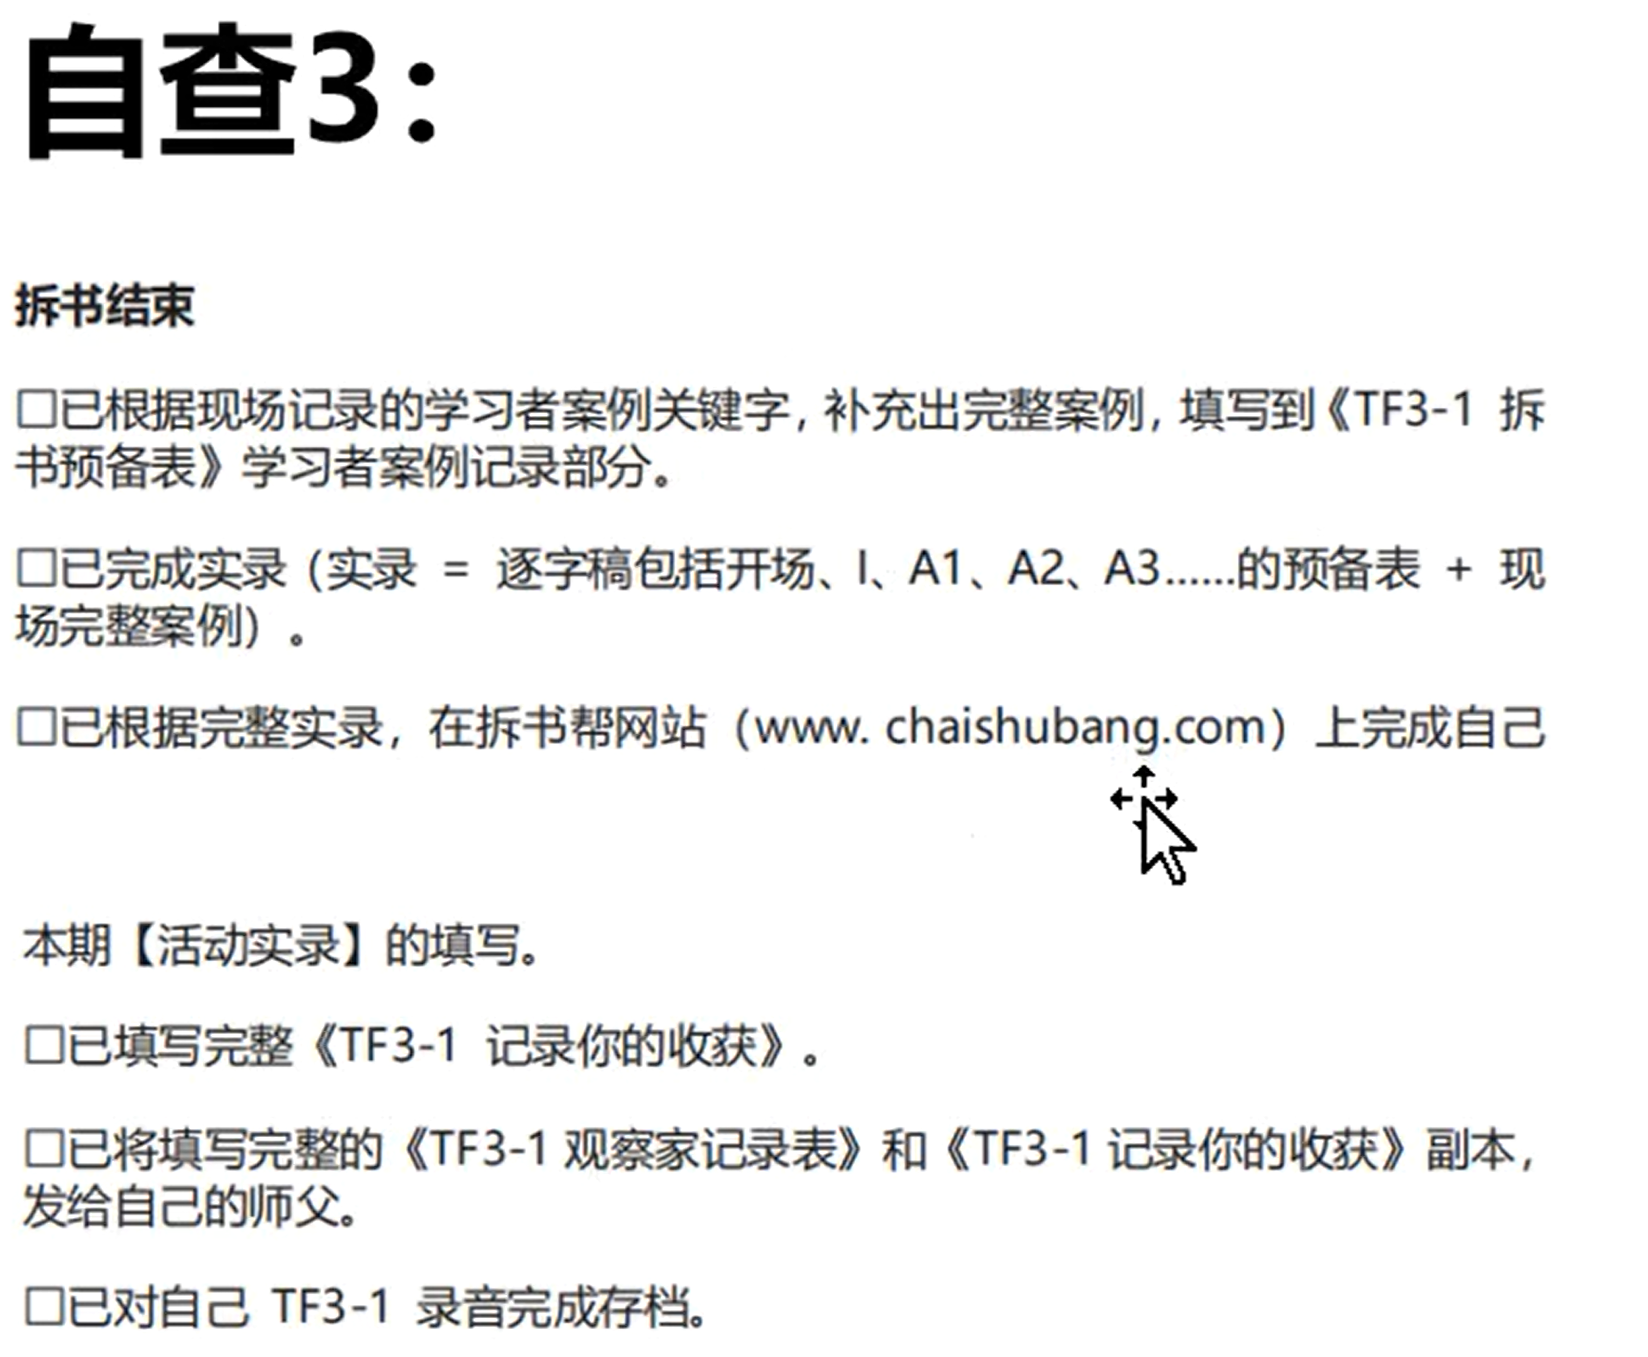 自查3：
拆书结束
□已根据现场记录的学习者案例关键字，补充出完整案例，填写到《TF3-1 拆
书预备表》学习者案例记录部分。
□已完成实录（实录 = 逐字稿包括开场、I、A1、A2、A3......的预备表 + 现
场完整案例）。
□已根据完整实录，在拆书帮网站（www. chaishubang.com）上完成自己
本期【活动实录】的填写。
□已填写完整《TF3-1 记录你的收获》。
□已将填写完整的《TF3-1 观察家记录表》和《TF3-1 记录你的收获》副本，
发给自己的师父。
□已对自己 TF3-1 录音完成存档。